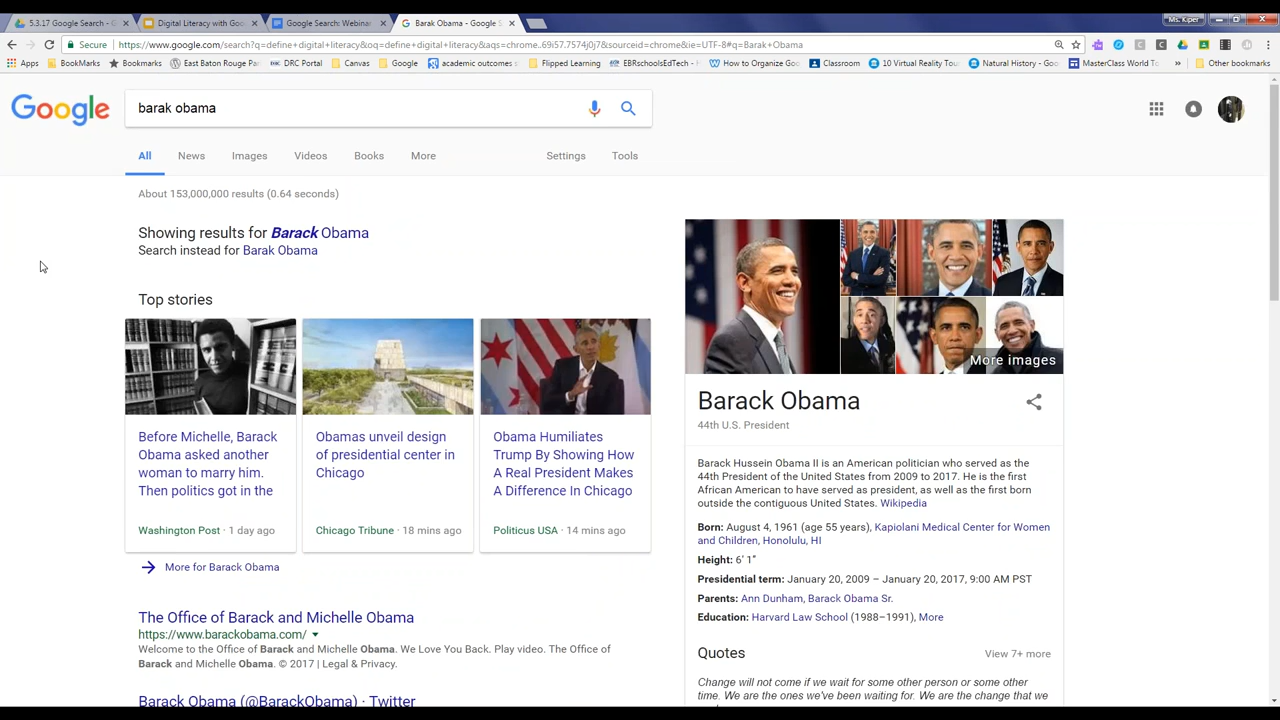 5.3.17 Google Search - G
Digital Literacy with Goo
Google Search: Webina
Barak Obama - Google S
Ms. Kiper
Secure
https://www.google.com/search?q=define+digital+literacy&oq=define+digital+literacy&aqs=chrome..69i57.7574j0j7&sourceid=chrome&ie=UTF-8#q=Barak+Obama
Apps
BookMarks
Bookmarks
East Baton Rouge Par
DRC Portal
Canvas
Google
academic outcomes s
Flipped Learning
EBRschoolsEdTech -
How to Organize Goo
Classroom
10 Virtual Reality Tour
Natural History - Goo
MasterClass World To
»
Other bookmarks
Google
barak obama
All
News
Images
Videos
Books
More
Settings
Tools
About 153,000,000 results (0.64 seconds)
Showing results for Barack Obama
Search instead for Barak Obama
Top stories
Before Michelle, Barack
Obama asked another
woman to marry him.
Then politics got in the
Washington Post · 1 day ago
Obamas unveil design
of presidential center in
Chicago
Chicago Tribune · 18 mins ago
Obama Humiliates
Trump By Showing How
A Real President Makes
A Difference In Chicago
Politicus USA · 14 mins ago
More for Barack Obama
The Office of Barack and Michelle Obama
https://www.barackobama.com/
Welcome to the Office of Barack and Michelle Obama. We Love You Back. Play video. The Office of
Barack and Michelle Obama. © 2017 | Legal & Privacy.
Barack Obama (@BarackObama) · Twitter
More images
Barack Obama
44th U.S. President
Barack Hussein Obama II is an American politician who served as the
44th President of the United States from 2009 to 2017. He is the first
African American to have served as president, as well as the first born
outside the contiguous United States. Wikipedia
Born: August 4, 1961 (age 55 years), Kapiolani Medical Center for Women
and Children, Honolulu, HI
Height: 6′ 1″
Presidential term: January 20, 2009 – January 20, 2017, 9:00 AM PST
Parents: Ann Dunham, Barack Obama Sr.
Education: Harvard Law School (1988–1991), More
Quotes
View 7+ more
Change will not come if we wait for some other person or some other
time. We are the ones we've been waiting for. We are the change that we